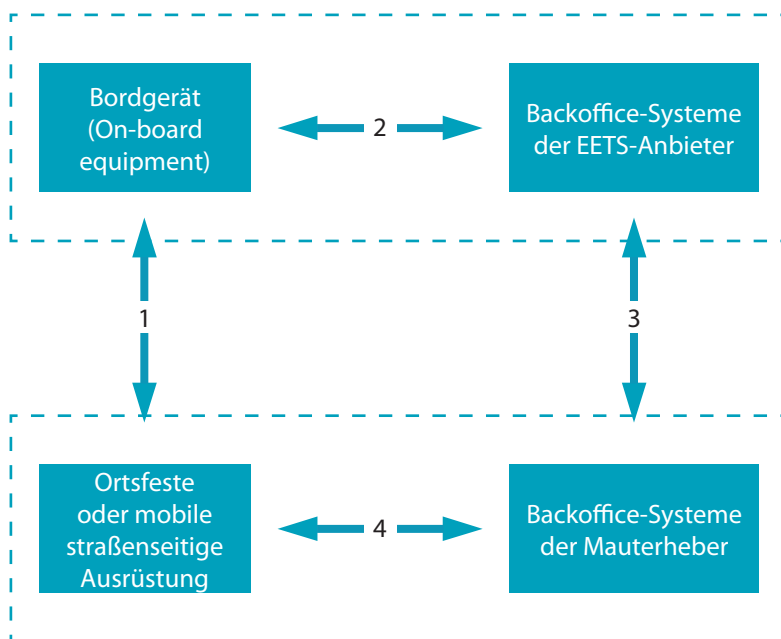 Bordgerät
(On-board
equipment)
2
Backoffice-Systeme
der EETS-Anbieter
1
3
Ortsfeste
oder mobile
straßenseitige
Ausrüstung
4
Backoffice-Systeme
der Mauterheber